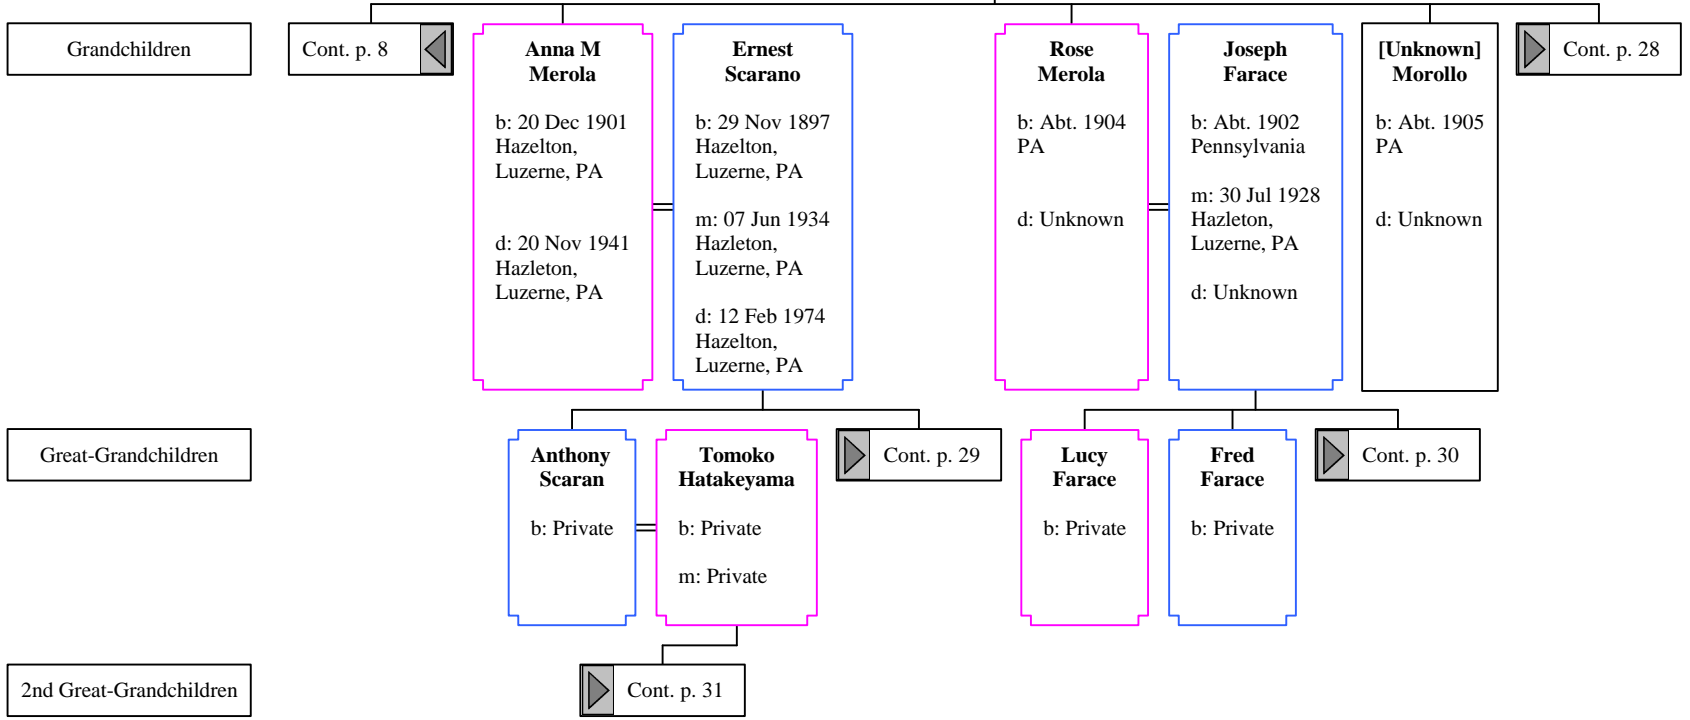 Grandchildren
Cont. p. 8
Anna M
Merola
b: 20 Dec 1901
Hazelton,
Luzerne, PA
d: 20 Nov 1941
Hazleton,
Luzerne, PA
Ernest
Scarano
b: 29 Nov 1897
Hazelton,
Luzerne, PA
m: 07 Jun 1934
Hazleton,
Luzerne, PA
d: 12 Feb 1974
Hazelton,
Luzerne, PA
Rose
Merola
b: Abt. 1904
PA
d: Unknown
Joseph
Farace
b: Abt. 1902
Pennsylvania
m: 30 Jul 1928
Hazleton,
Luzerne, PA
d: Unknown
[Unknown]
Morollo
b: Abt. 1905
PA
d: Unknown
Cont. p. 28
Great-Grandchildren
Anthony
Scaran
b: Private
Tomoko
Hatakeyama
b: Private
m: Private
Cont. p. 29
Lucy
Farace
b: Private
Fred
Farace
b: Private
Cont. p. 30
2nd Great-Grandchildren
Cont. p. 31